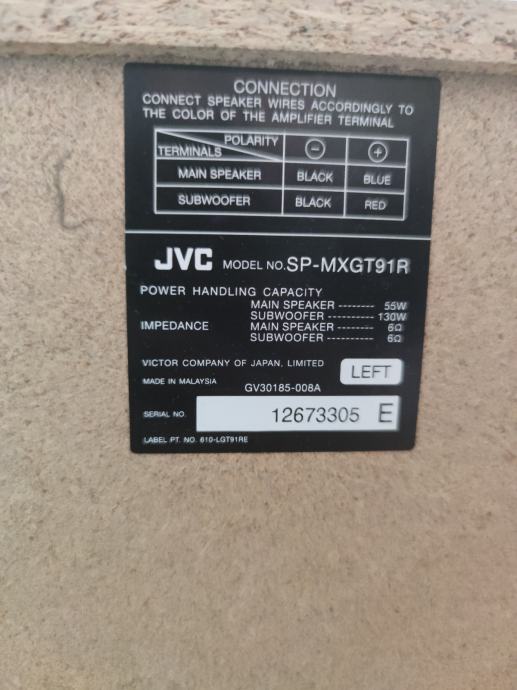 CONNECTION
CONNECT SPEAKER WIRES ACCORDINGLY TO
THE COLOR OF THE AMPLIFIER TERMINAL
POLARITY
TERMINALS
⊖ ⊕
MAIN SPEAKER BLACK BLUE
SUBWOOFER BLACK RED
JVC MODEL NO.SP-MXGT91R
POWER HANDLING CAPACITY
MAIN SPEAKER -------- 55W
SUBWOOFER ---------- 130W
IMPEDANCE MAIN SPEAKER -------- 6Ω
SUBWOOFER ---------- 6Ω
VICTOR COMPANY OF JAPAN, LIMITED
LEFT
MADE IN MALAYSIA GV30185-008A
SERIAL NO. 12673305 E
LABEL PT. NO. 610-LGT91RE